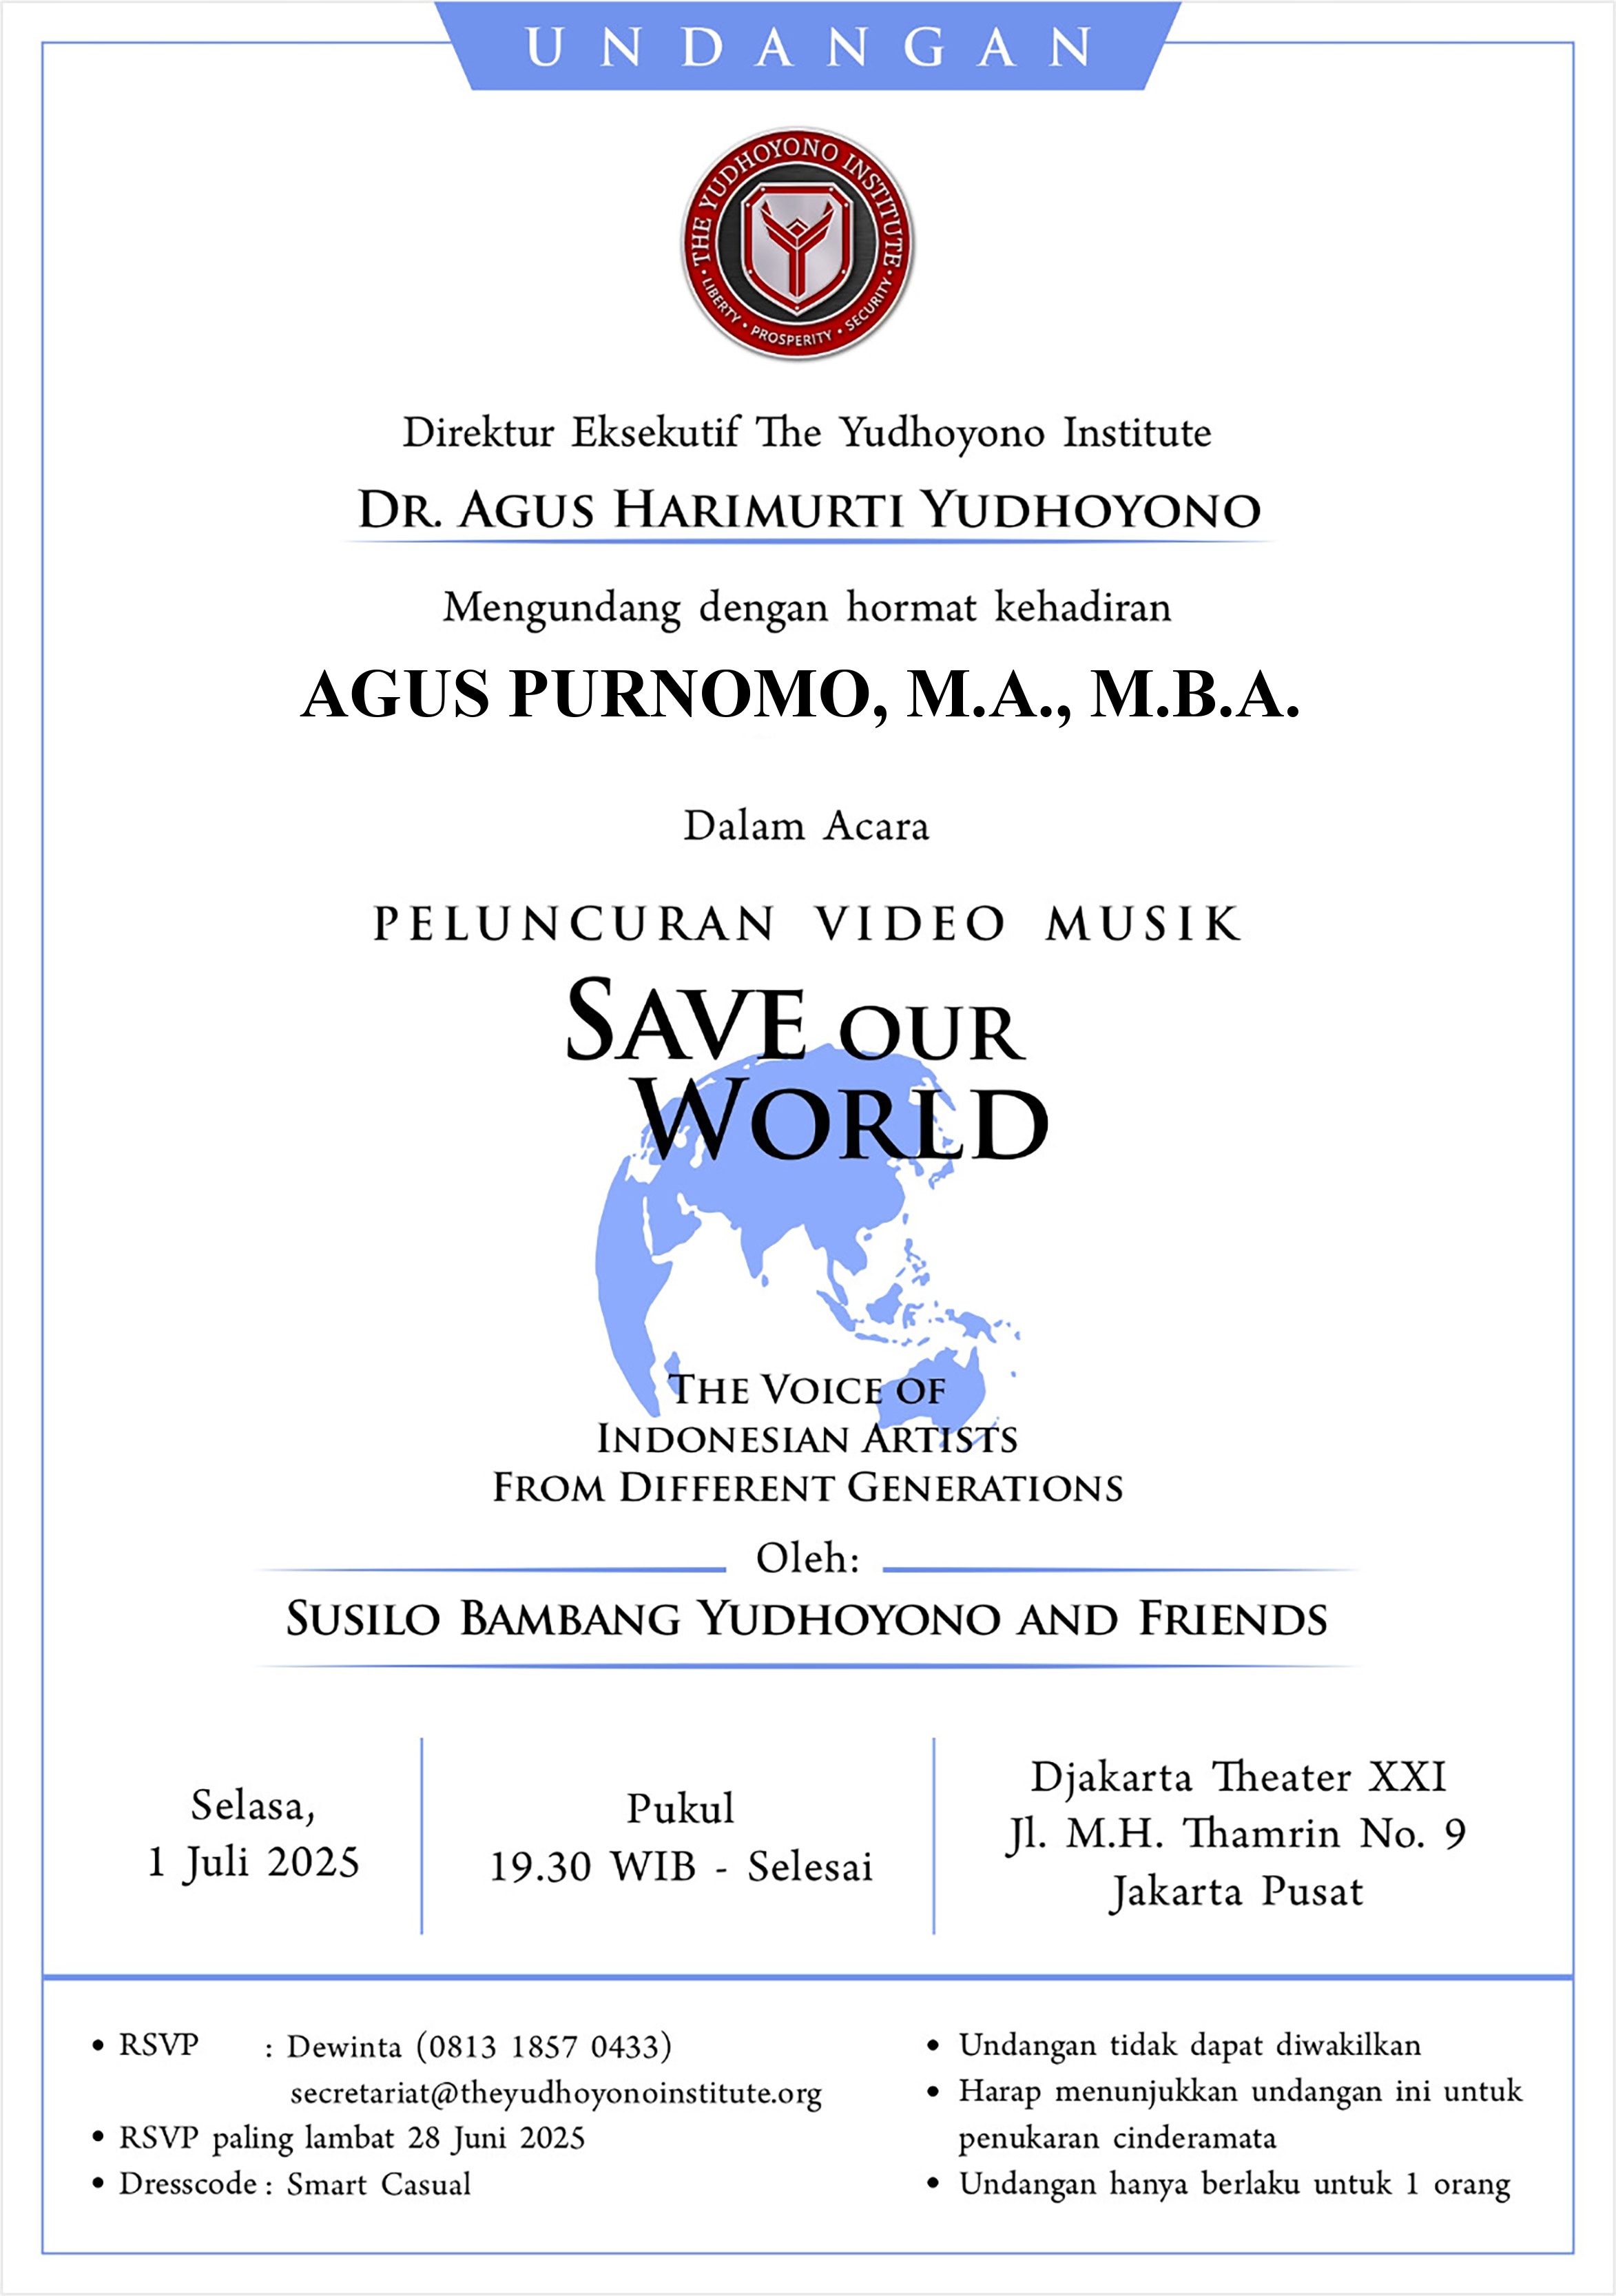 UNDANGAN
THE YUDHOYONO INSTITUTE
LIBERTY • PROSPERITY • SECURITY
Direktur Eksekutif The Yudhoyono Institute
DR. AGUS HARIMURTI YUDHOYONO
Mengundang dengan hormat kehadiran
AGUS PURNOMO, M.A., M.B.A.
Dalam Acara
PELUNCURAN VIDEO MUSIK
SAVE OUR
WORLD
THE VOICE OF
INDONESIAN ARTISTS
FROM DIFFERENT GENERATIONS
Oleh:
SUSILO BAMBANG YUDHOYONO AND FRIENDS
Selasa,
1 Juli 2025
Pukul
19.30 WIB - Selesai
Djakarta Theater XXI
Jl. M.H. Thamrin No. 9
Jakarta Pusat
• RSVP : Dewinta (0813 1857 0433)
secretariat@theyudhoyonoinstitute.org
• RSVP paling lambat 28 Juni 2025
• Dresscode : Smart Casual
• Undangan tidak dapat diwakilkan
• Harap menunjukkan undangan ini untuk
penukaran cinderamata
• Undangan hanya berlaku untuk 1 orang